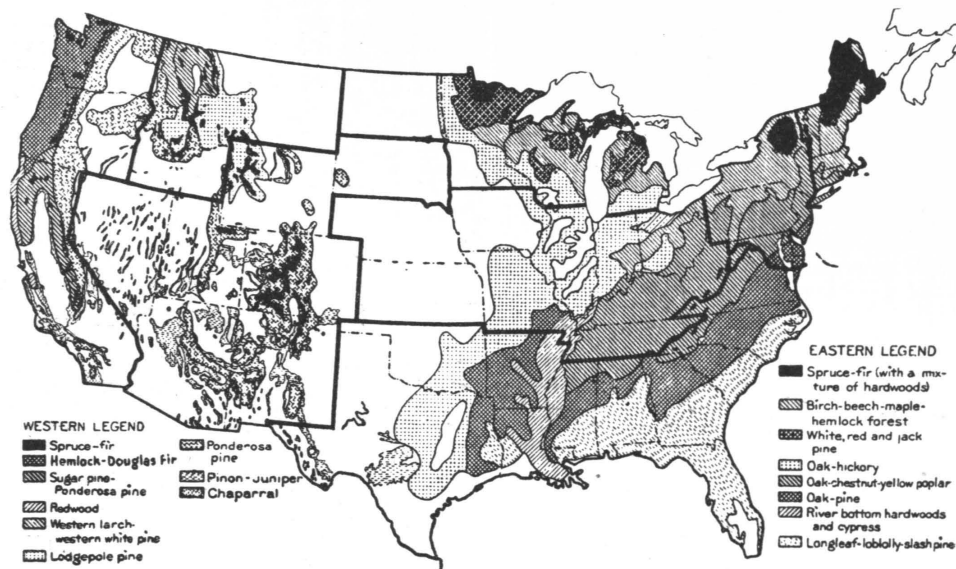 WESTERN LEGEND
Spruce-fir
Hemlock-Douglas fir
Sugar pine-
Ponderosa pine
Redwood
Western larch-
western white pine
Lodgepole pine
Ponderosa
pine
Pinon-Juniper
Chaparral
EASTERN LEGEND
Spruce-fir (with a mix-
ture of hardwoods)
Birch-beech-maple-
hemlock forest
White, red and jack
pine
Oak-hickory
Oak-chestnut-yellow poplar
Oak-pine
River bottom hardwoods
and cypress
Longleaf-loblolly-slash pine